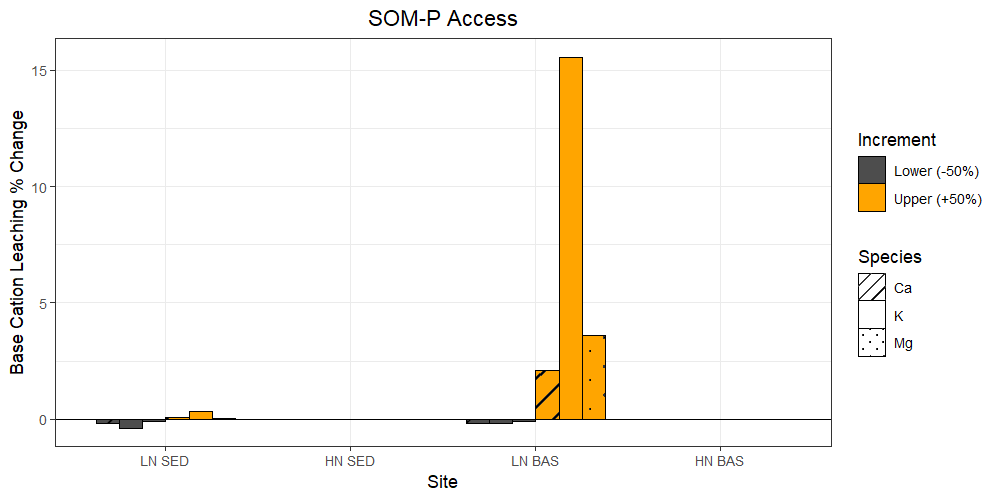 SOM-P Access
Base Cation Leaching % Change
15
10
5
0
LN SED
HN SED
LN BAS
HN BAS
Site
Increment
Lower (-50%)
Upper (+50%)
Species
Ca
K
Mg